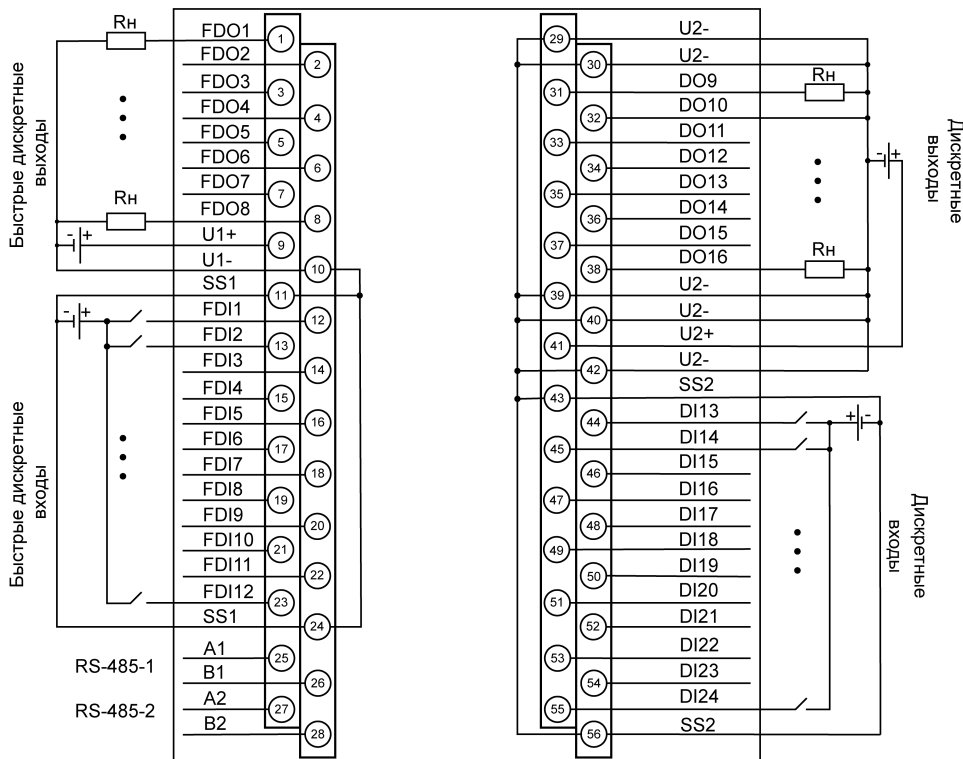 Rн
FDO1
1
FDO2
2
FDO3
3
FDO4
4
FDO5
5
FDO6
6
FDO7
7
Rн
FDO8
8
U1+
9
- +
U1-
10
SS1
11
FDI1
12
- +
FDI2
13
FDI3
14
FDI4
15
FDI5
16
FDI6
17
FDI7
18
FDI8
19
FDI9
20
FDI10
21
FDI11
22
FDI12
23
SS1
24
A1
25
B1
26
A2
27
B2
28
Быстрые дискретные
выходы
Быстрые дискретные
входы
RS-485-1
RS-485-2
29
U2-
30
U2-
31
DO9
Rн
32
DO10
33
DO11
34
DO12
- +
35
DO13
36
DO14
37
DO15
38
DO16
Rн
39
U2-
40
U2-
41
U2+
42
U2-
43
SS2
44
DI13
+ -
45
DI14
46
DI15
47
DI16
48
DI17
49
DI18
50
DI19
51
DI20
52
DI21
53
DI22
54
DI23
55
DI24
56
SS2
Дискретные
выходы
Дискретные
входы